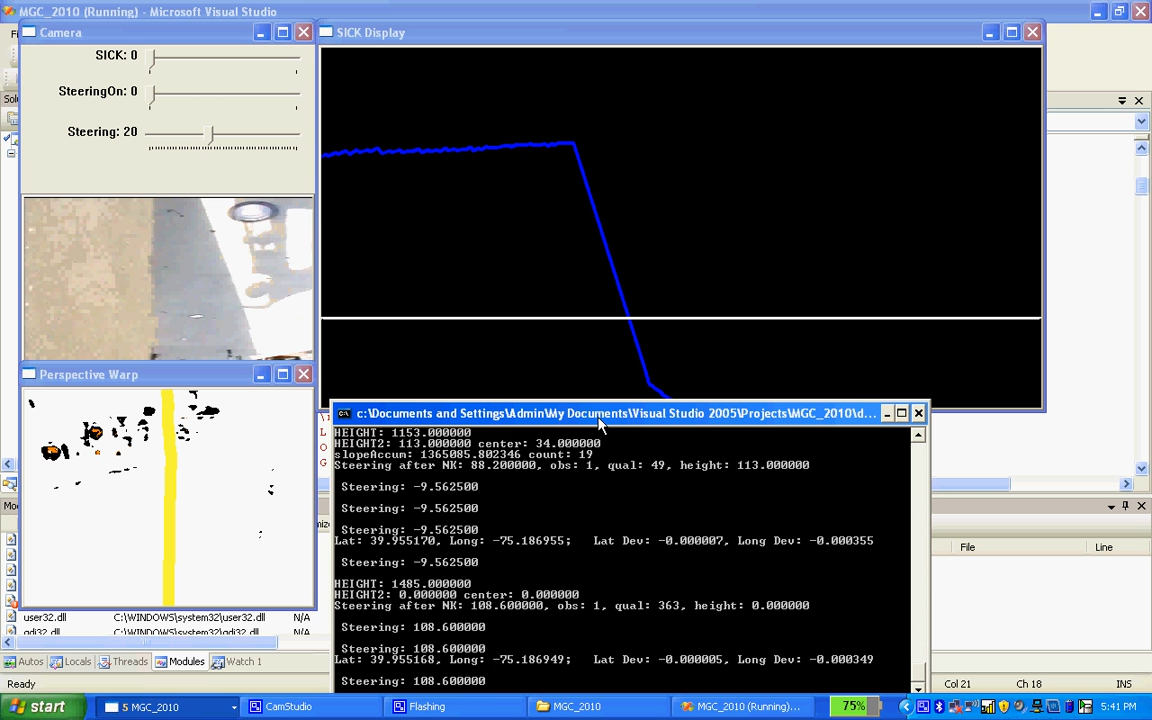 MGC_2010 (Running) - Microsoft Visual Studio
Camera
SICK Display
SICK: 0
SteeringOn: 0
Steering: 20
Perspective Warp
c:\Documents and Settings\Admin\My Documents\Visual Studio 2005\Projects\MGC_2010\d...
HEIGHT: 1153.000000
HEIGHT2: 113.000000 center: 34.000000
slopeAccum: 1365085.802346 count: 19
Steering after NK: 88.200000, obs: 1, qual: 49, height: 113.000000
Steering: -9.562500
Steering: -9.562500
Steering: -9.562500
Lat: 39.955170, Long: -75.186955; Lat Dev: -0.000007, Long Dev: -0.000355
Steering: -9.562500
HEIGHT: 1485.000000
HEIGHT2: 0.000000 center: 0.000000
Steering after NK: 108.600000, obs: 1, qual: 363, height: 0.000000
Steering: 108.600000
Steering: 108.600000
Lat: 39.955168, Long: -75.186949; Lat Dev: -0.000005, Long Dev: -0.000349
Steering: 108.600000
File Line
user32.dll C:\WINDOWS\system32\user32.dll N/A
gdi32.dll C:\WINDOWS\system32\gdi32.dll N/A
Autos Locals Threads Modules Watch 1
Ready Col 21 Ch 18 INS
start 5 MGC_2010 CamStudio Flashing MGC_2010 MGC_2010 (Running)... 75% 5:41 PM